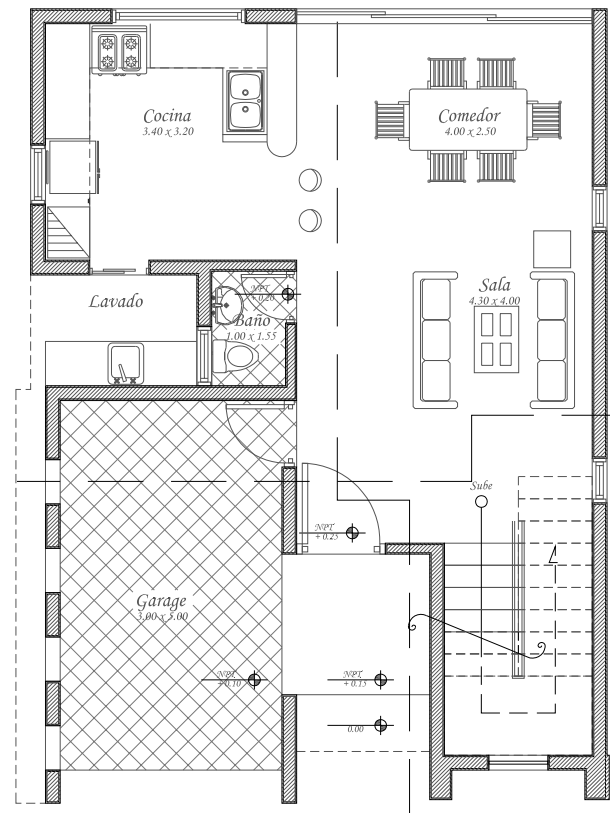 Cocina
3.40 x 3.20
Comedor
4.00 x 2.50
Sala
4.30 x 4.00
Lavado
NPT.
+ 0.20
Baño
1.00 x 1.55
Sube
NPT.
+ 0.25
Garage
3.00 x 5.00
NPT.
+ 0.10
NPT.
+ 0.15
0.00